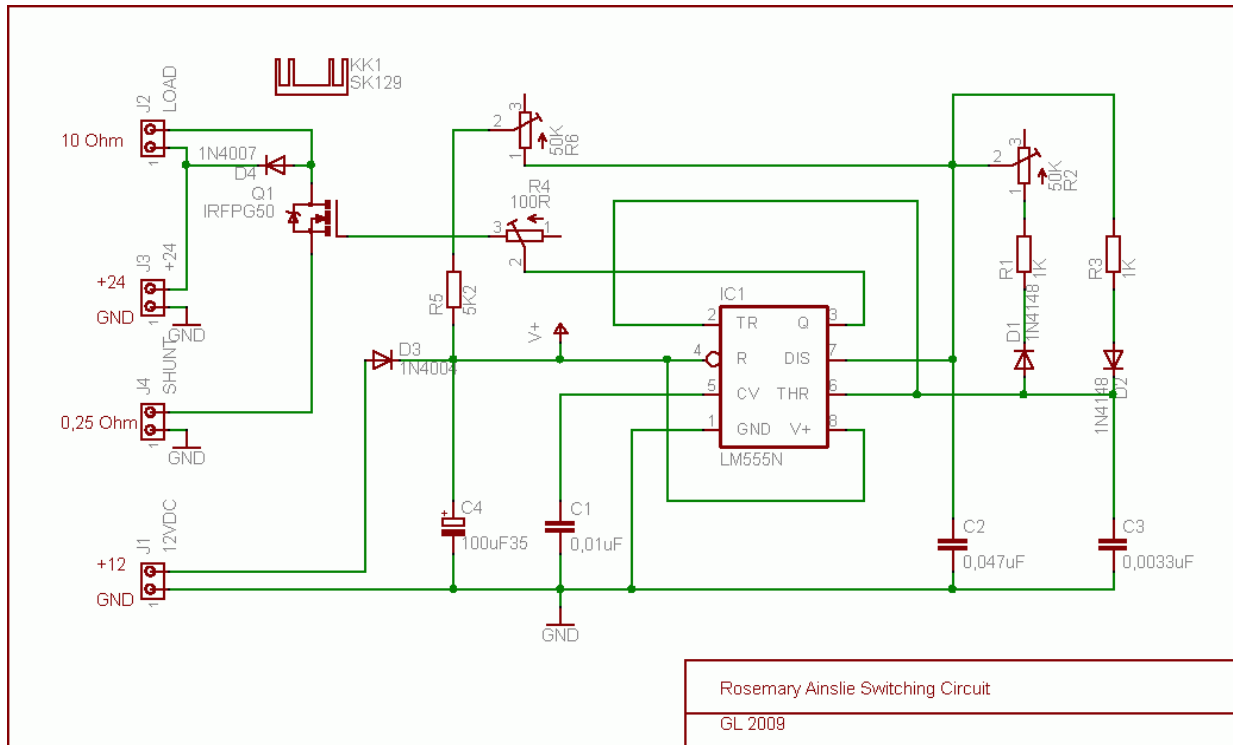 KK1
SK129
J2
LOAD
10 Ohm
1
1N4007
D4
Q1
IRFPG50
J3
+24
+24
GND
1
GND
J4
SHUNT
0,25 Ohm
1
GND
J1
12VDC
+12
GND
1
3
2
1
50K
R6
R4
100R
3
1
2
R5
5K2
V+
D3
1N4004
C4
+
100uF35
C1
0,01uF
GND
IC1
2
TR
Q
3
4
R
DIS
7
5
CV
THR
6
1
GND
V+
8
LM555N
3
2
1
50K
R2
R1
1K
R3
1K
D1
1N4148
1N4148
D2
C2
0,047uF
C3
0,0033uF
Rosemary Ainslie Switching Circuit
GL 2009